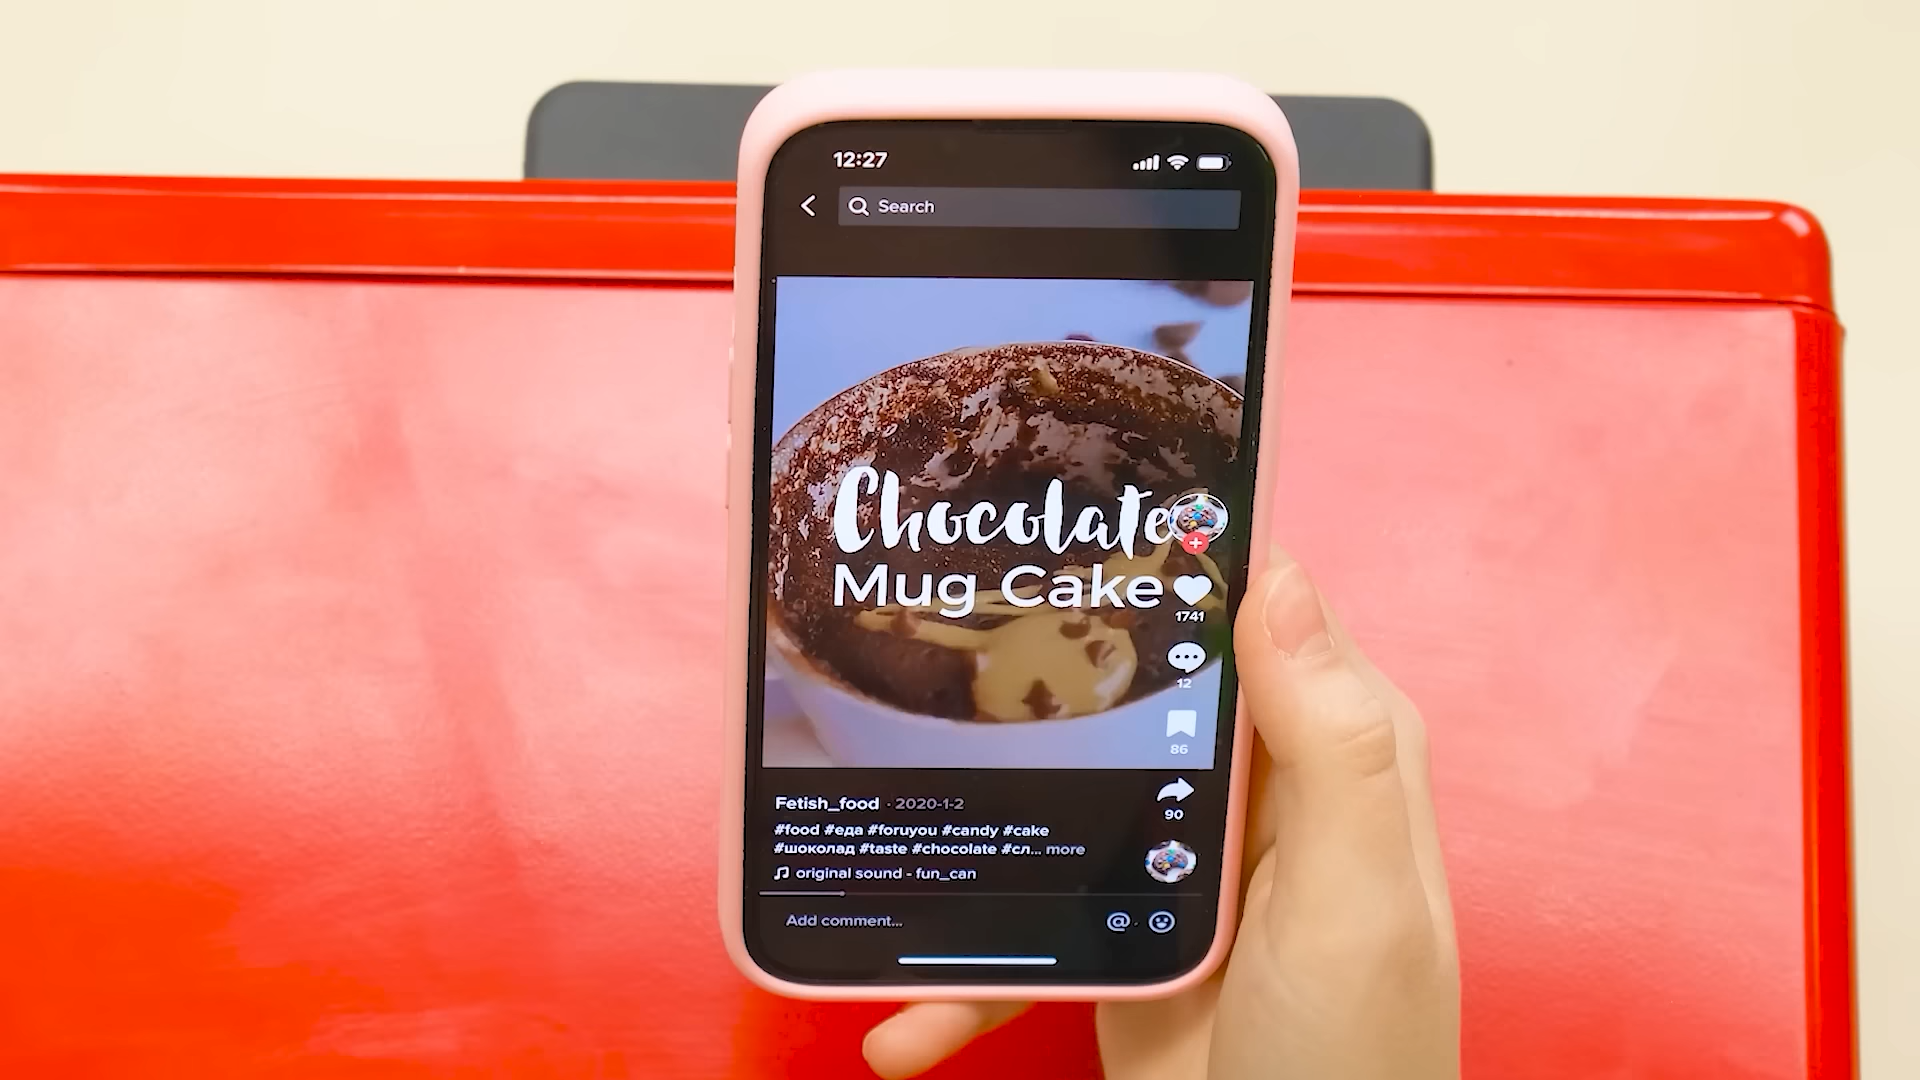 12:27
Search
Chocolate
Mug Cake
1741
12
86
90
Fetish_food · 2020-1-2
#food #еда #foruyou #candy #cake
#шоколад #taste #chocolate #сл... more
original sound - fun_can
Add comment...
@